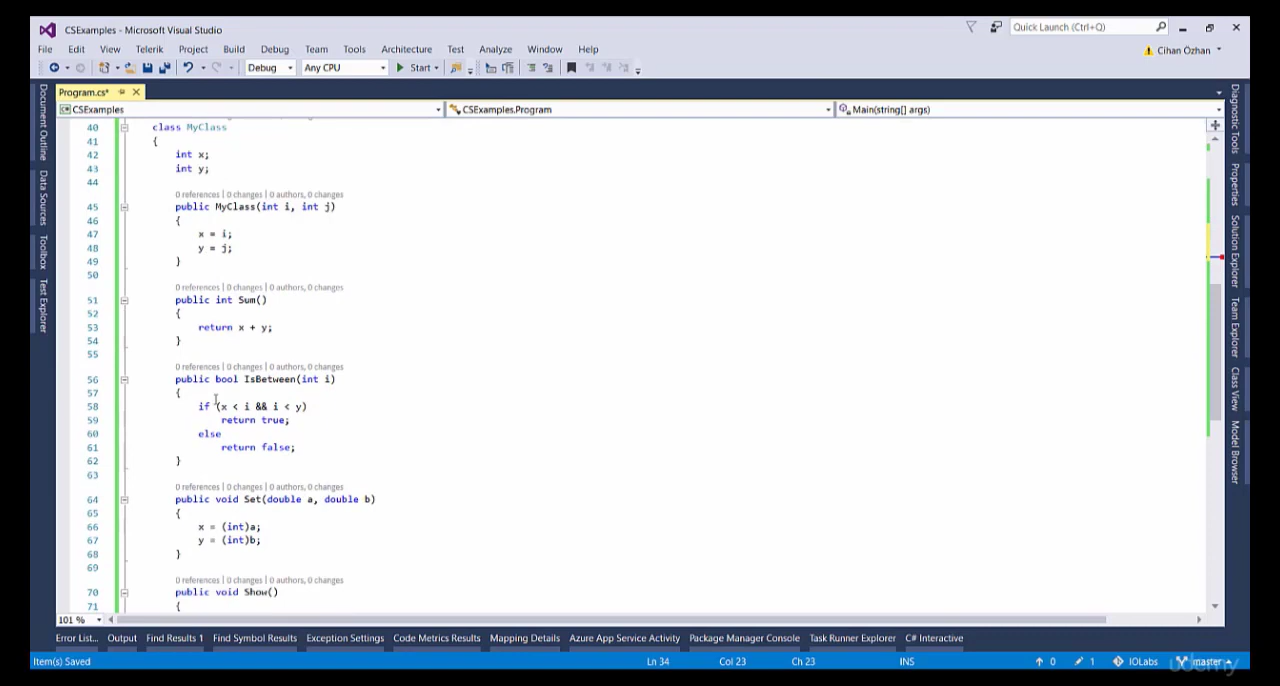 CSExamples - Microsoft Visual Studio
Quick Launch (Ctrl+Q)
File Edit View Telerik Project Build Debug Team Tools Architecture Test Analyze Window Help
Cihan Özhan
Debug Any CPU Start
Program.cs*
CSExamples CSExamples.Program Main(string[] args)
Document Outline
Data Sources
Toolbox
Test Explorer
40 class MyClass
41 {
42 int x;
43 int y;
44
0 references | 0 changes | 0 authors, 0 changes
45 public MyClass(int i, int j)
46 {
47 x = i;
48 y = j;
49 }
50
0 references | 0 changes | 0 authors, 0 changes
51 public int Sum()
52 {
53 return x + y;
54 }
55
0 references | 0 changes | 0 authors, 0 changes
56 public bool IsBetween(int i)
57 {
58 if (x < i && i < y)
59 return true;
60 else
61 return false;
62 }
63
0 references | 0 changes | 0 authors, 0 changes
64 public void Set(double a, double b)
65 {
66 x = (int)a;
67 y = (int)b;
68 }
69
0 references | 0 changes | 0 authors, 0 changes
70 public void Show()
71 {
Diagnostic Tools
Properties
Solution Explorer
Team Explorer
Class View
Model Browser
101 %
Error List... Output Find Results 1 Find Symbol Results Exception Settings Code Metrics Results Mapping Details Azure App Service Activity Package Manager Console Task Runner Explorer C# Interactive
Item(s) Saved Ln 34 Col 23 Ch 23 INS 0 1 IOLabs master
udemy